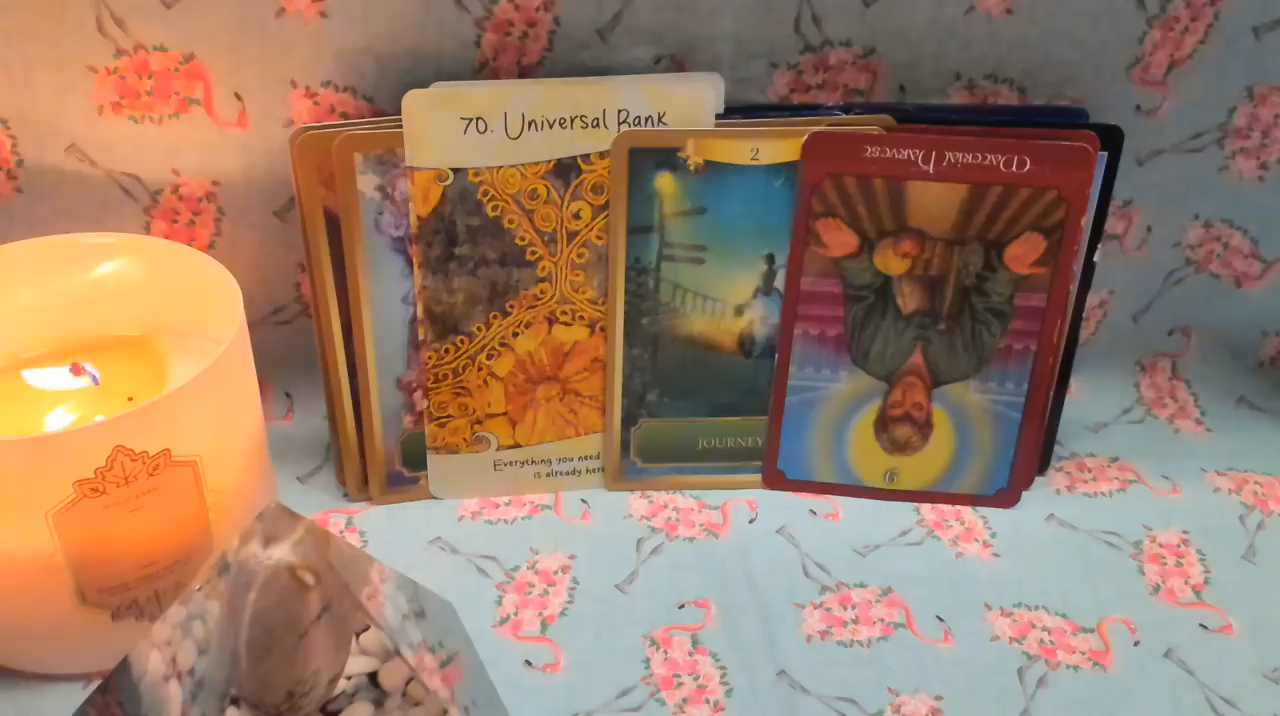 70. Universal Bank
Everything you need
is already here
2
JOURNEY
Material Harvest
6